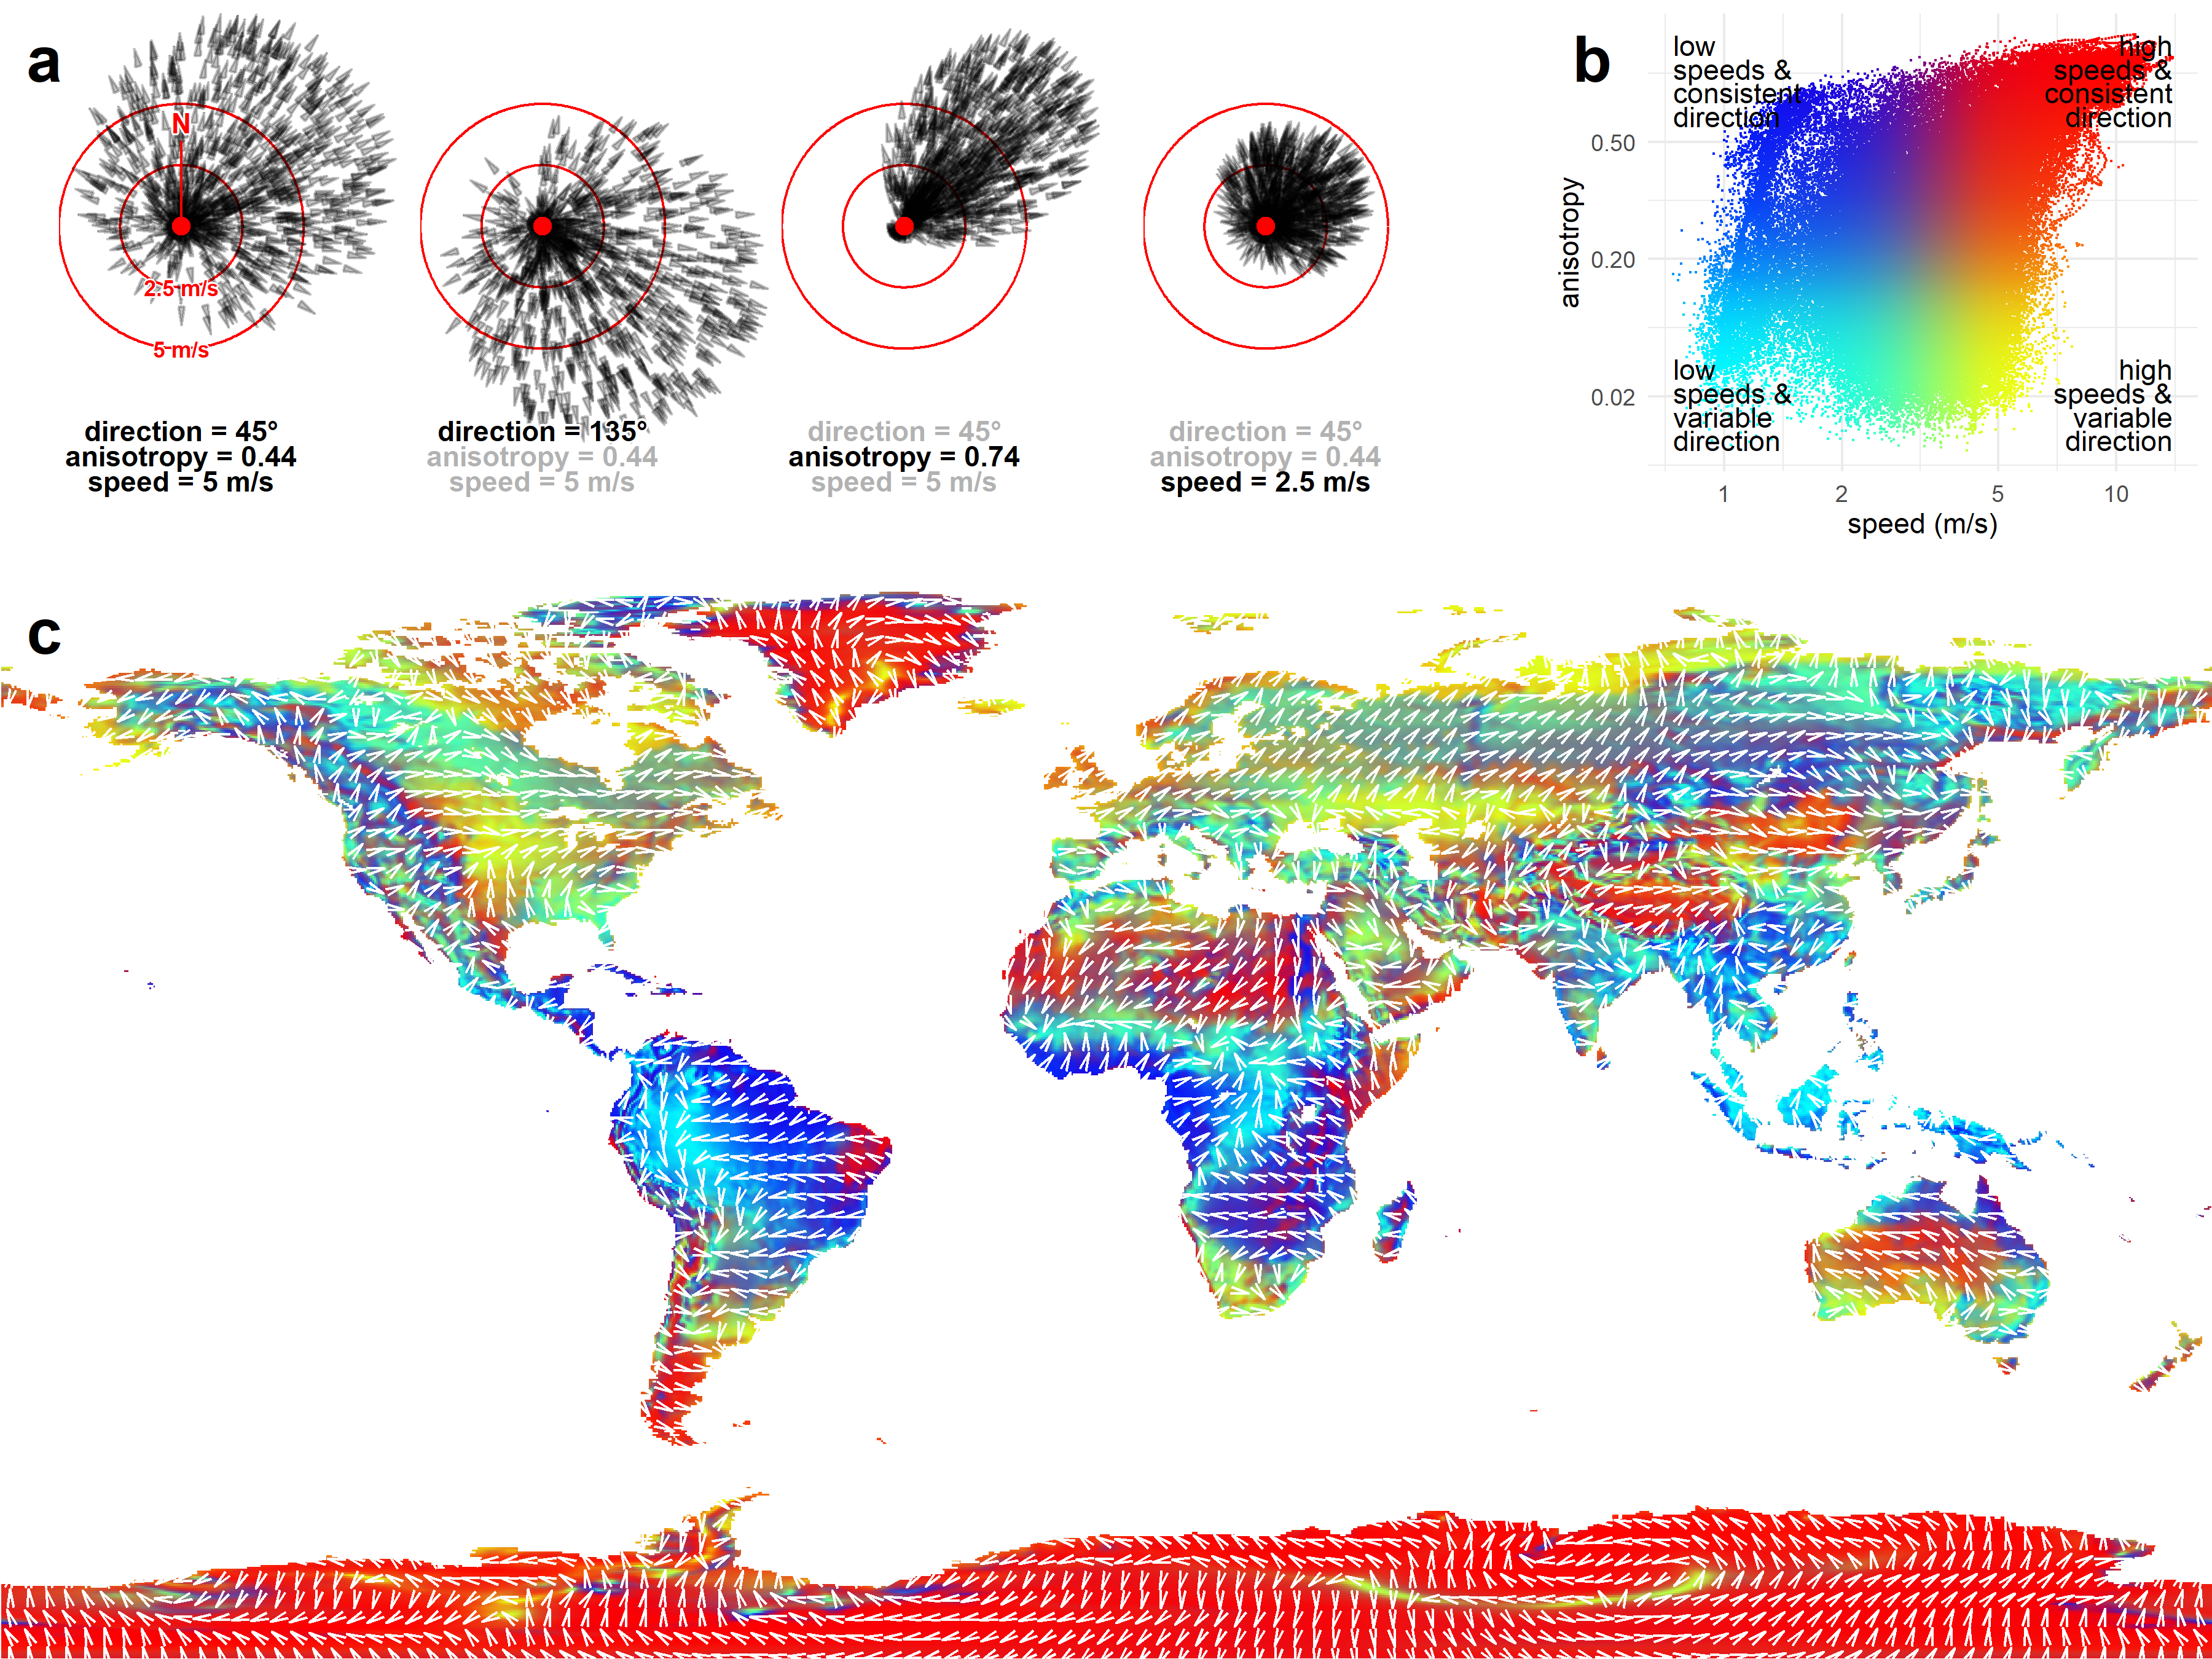 a
N
2.5 m/s
5 m/s
direction = 45°
anisotropy = 0.44
speed = 5 m/s
direction = 135°
anisotropy = 0.44
speed = 5 m/s
direction = 45°
anisotropy = 0.74
speed = 5 m/s
direction = 45°
anisotropy = 0.44
speed = 2.5 m/s
b
low
speeds &
consistent
direction
high
speeds &
consistent
direction
low
speeds &
variable
direction
high
speeds &
variable
direction
anisotropy
0.50
0.20
0.02
1
2
5
10
speed (m/s)
c